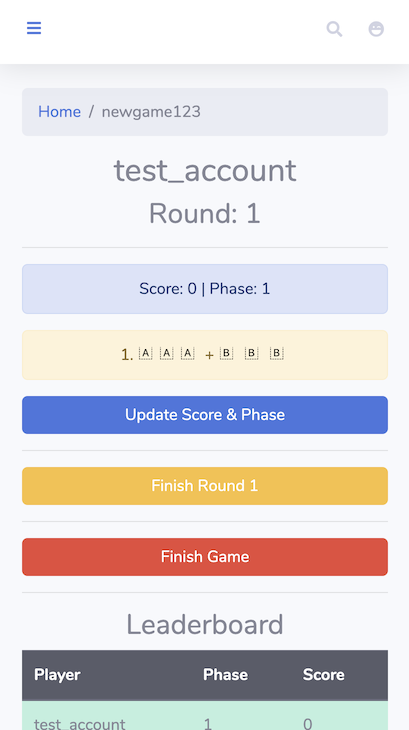 Home / newgame123
test_account
Round: 1
Score: 0 | Phase: 1
1. A A A + B B B
Update Score & Phase
Finish Round 1
Finish Game
Leaderboard
Player Phase Score
test_account 1 0